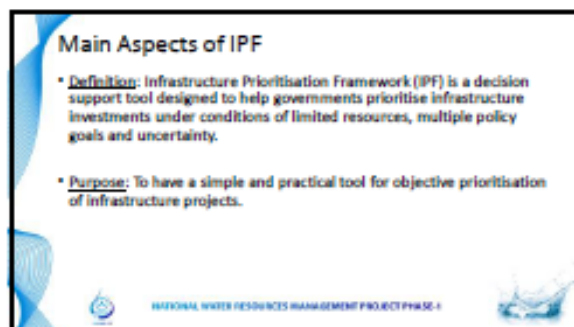 Main Aspects of IPF
• Definition: Infrastructure Prioritisation Framework (IPF) is a decision
support tool designed to help governments prioritise infrastructure
investments under conditions of limited resources, multiple policy
goals and uncertainty.
• Purpose: To have a simple and practical tool for objective prioritisation
of infrastructure projects.
NATIONAL WATER RESOURCES MANAGEMENT PROJECT PHASE-1